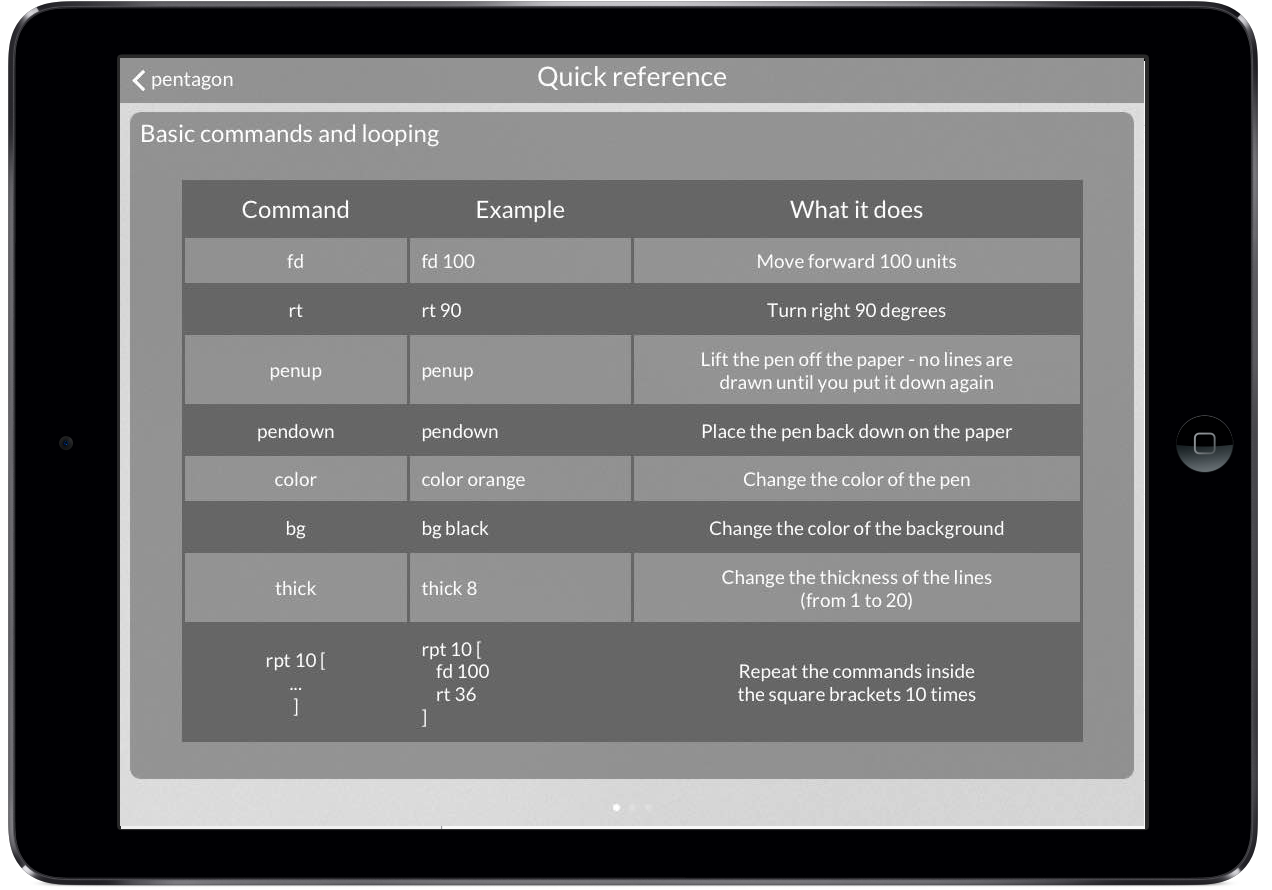 pentagon
Quick reference
Basic commands and looping
Command Example What it does
fd fd 100 Move forward 100 units
rt rt 90 Turn right 90 degrees
penup penup Lift the pen off the paper - no lines are
drawn until you put it down again
pendown pendown Place the pen back down on the paper
color color orange Change the color of the pen
bg bg black Change the color of the background
thick thick 8 Change the thickness of the lines
(from 1 to 20)
rpt 10 [
...
]
rpt 10 [
fd 100
rt 36
]
Repeat the commands inside
the square brackets 10 times